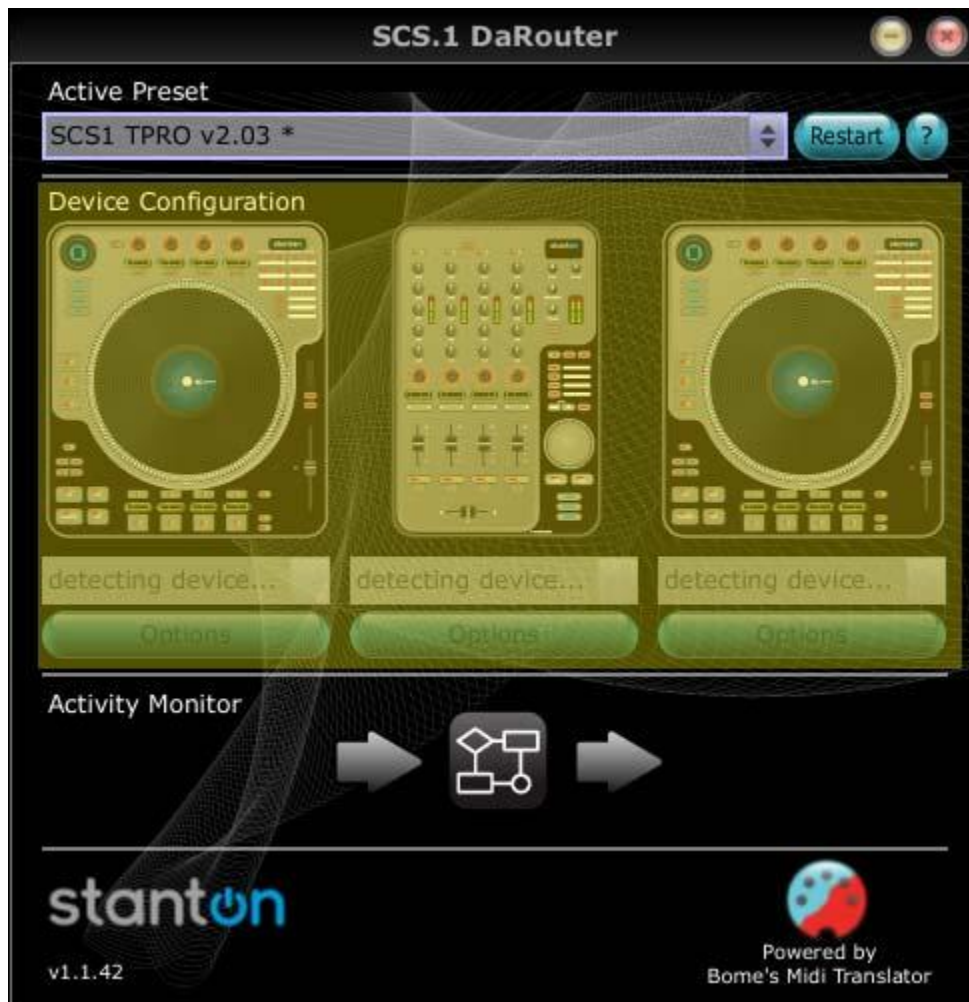 SCS.1 DaRouter
Active Preset
SCS1 TPRO v2.03 *
Restart
?
Device Configuration
detecting device...
detecting device...
detecting device...
Options
Options
Options
Activity Monitor
stanton
v1.1.42
Powered by
Bome's Midi Translator